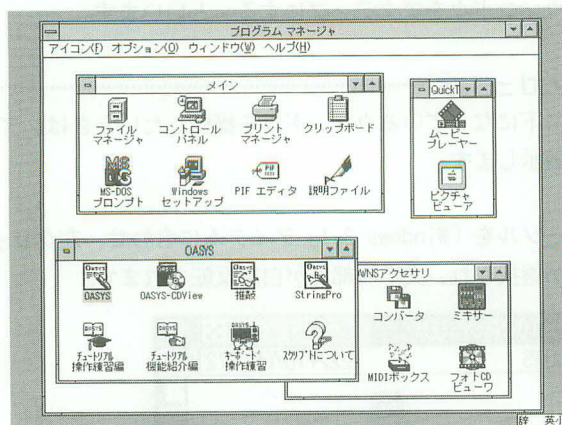 プログラム マネージャ
アイコン(F) オプション(O) ウィンドウ(W) ヘルプ(H)
メイン
ファイル
マネージャ
コントロール
パネル
プリント
マネージャ
クリップボード
MS-DOS
プロンプト
Windows
セットアップ
PIF エディタ
説明ファイル
QuickT
ムービー
プレーヤー
ピクチャ
ビューア
OASYS
OASYS
OASYS-CDView
推敲
StringPro
チュートリアル
操作練習編
チュートリアル
機能紹介編
キーボード
操作練習
スクリプトについて
WNSアクセサリ
コンバータ
ミキサー
MIDIボックス
フォトCD
ビューワ
辞 英小